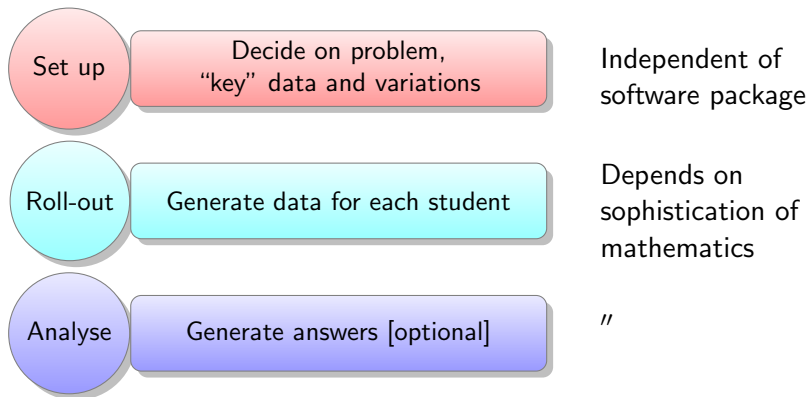 Set up
Decide on problem,
“key” data and variations
Independent of
software package
Roll-out
Generate data for each student
Depends on
sophistication of
mathematics
Analyse
Generate answers [optional]
″